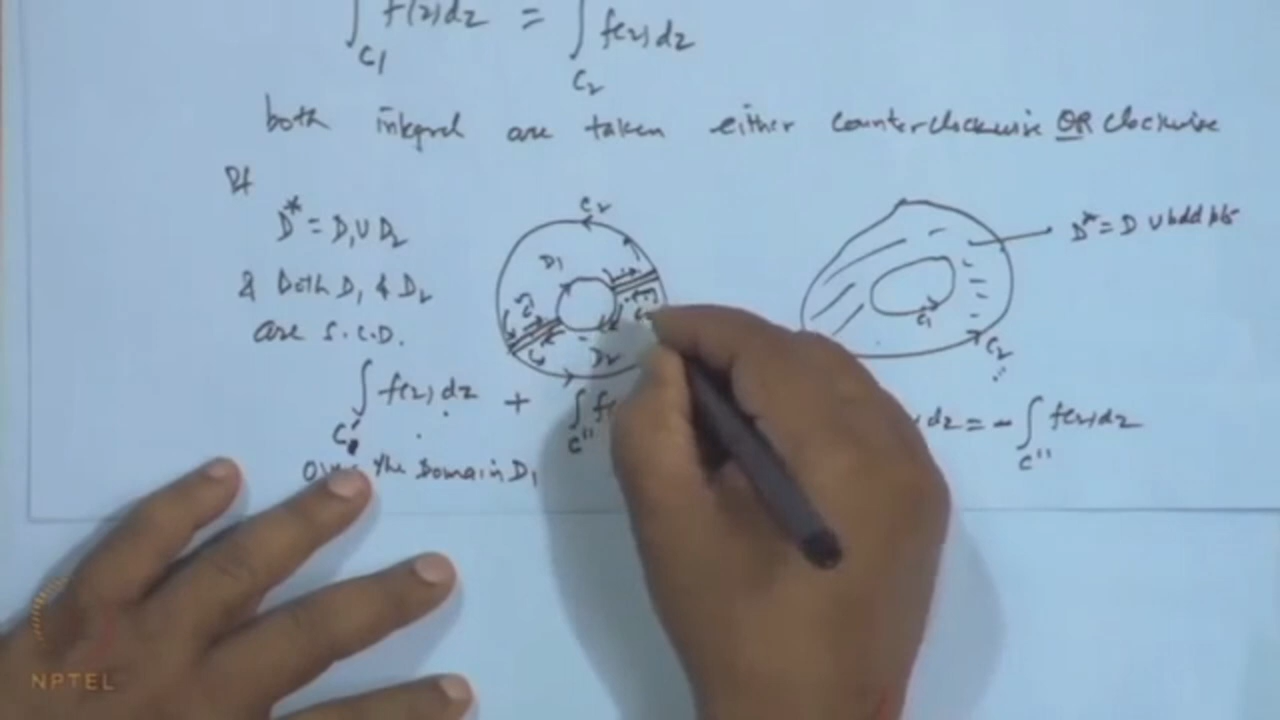 ∫ f(z)dz = ∫ f(z)dz
C1 C2
both integral are taken either counterclockwise OR clockwise
Pf
D* = D1 ∪ D2
& both D1 & D2
are S.C.D.
C2
D1
D2
C1
C2
D* = D ∪ bdd pts
∫ f(z)dz + ∫ f(
C' C''
dz = - ∫ f(z)dz
C''
over the Domain D1
NPTEL